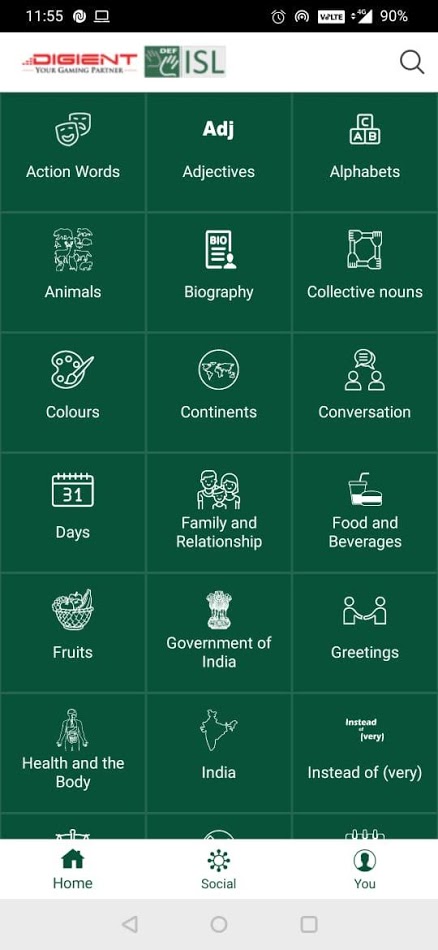 11:55
VoLTE 4G 90%
DIGIENT
YOUR GAMING PARTNER
DEF
ISL
Adj
C
A B
Action Words
Adjectives
Alphabets
BIO
Animals
Biography
Collective nouns
Colours
Continents
Conversation
31
Days
Family and
Relationship
Food and
Beverages
Fruits
Government of
India
Greetings
Instead
of
(very)
Health and the
Body
India
Instead of (very)
Home
Social
You